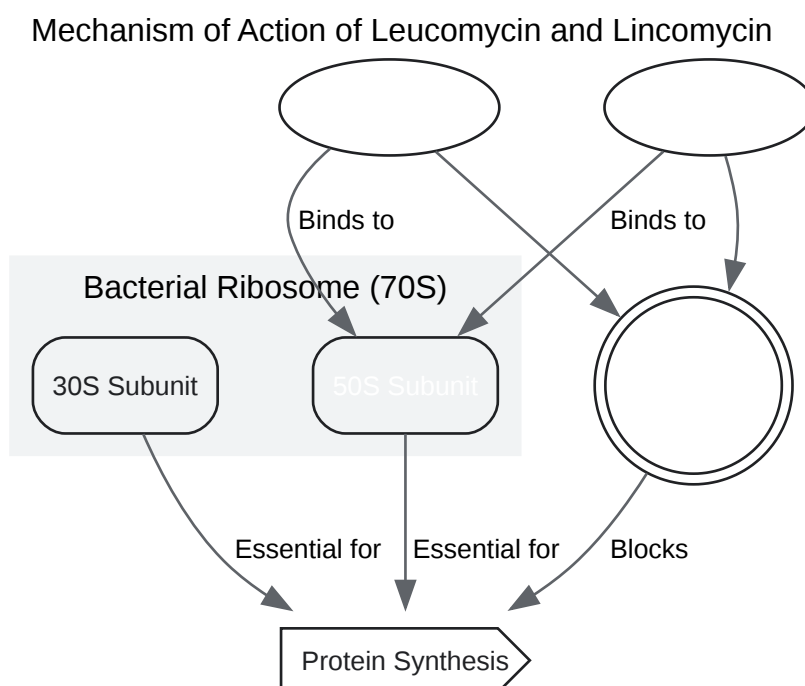 Mechanism of Action of Leucomycin and Lincomycin
Binds to
Binds to
Bacterial Ribosome (70S)
30S Subunit
50S Subunit
Essential for
Essential for
Blocks
Protein Synthesis